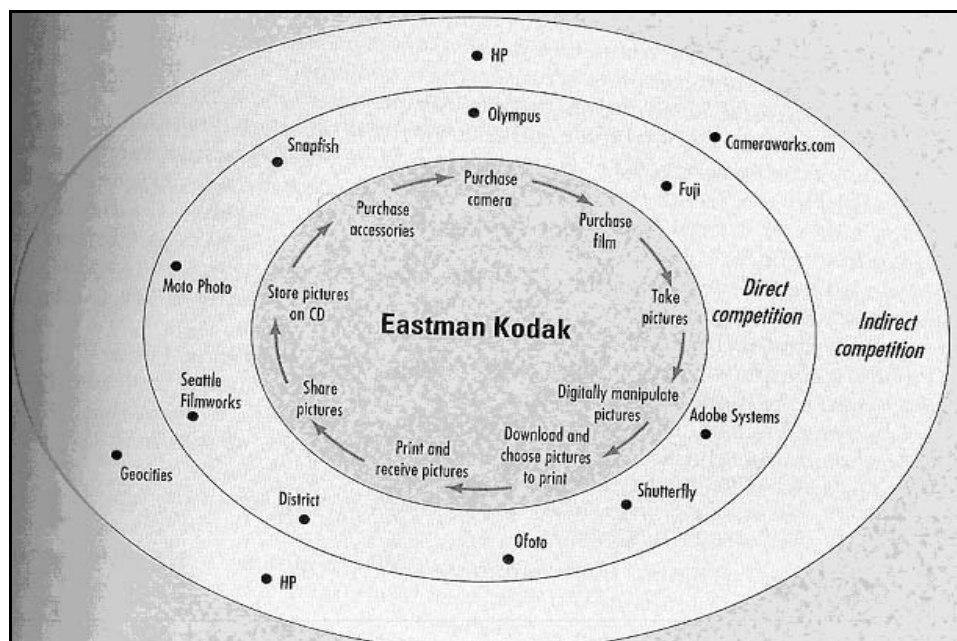 HP
Olympus
Cameraworks.com
Snapfish
Fuji
Purchase
camera
Purchase
accessories
Purchase
film
Moto Photo
Store pictures
on CD
Take
pictures
Direct
competition
Indirect
competition
Eastman Kodak
Seattle
Filmworks
Share
pictures
Digitally manipulate
pictures
Adobe Systems
Print and
receive pictures
Download and
choose pictures
to print
Geocities
District
Shutterfly
Ofoto
HP